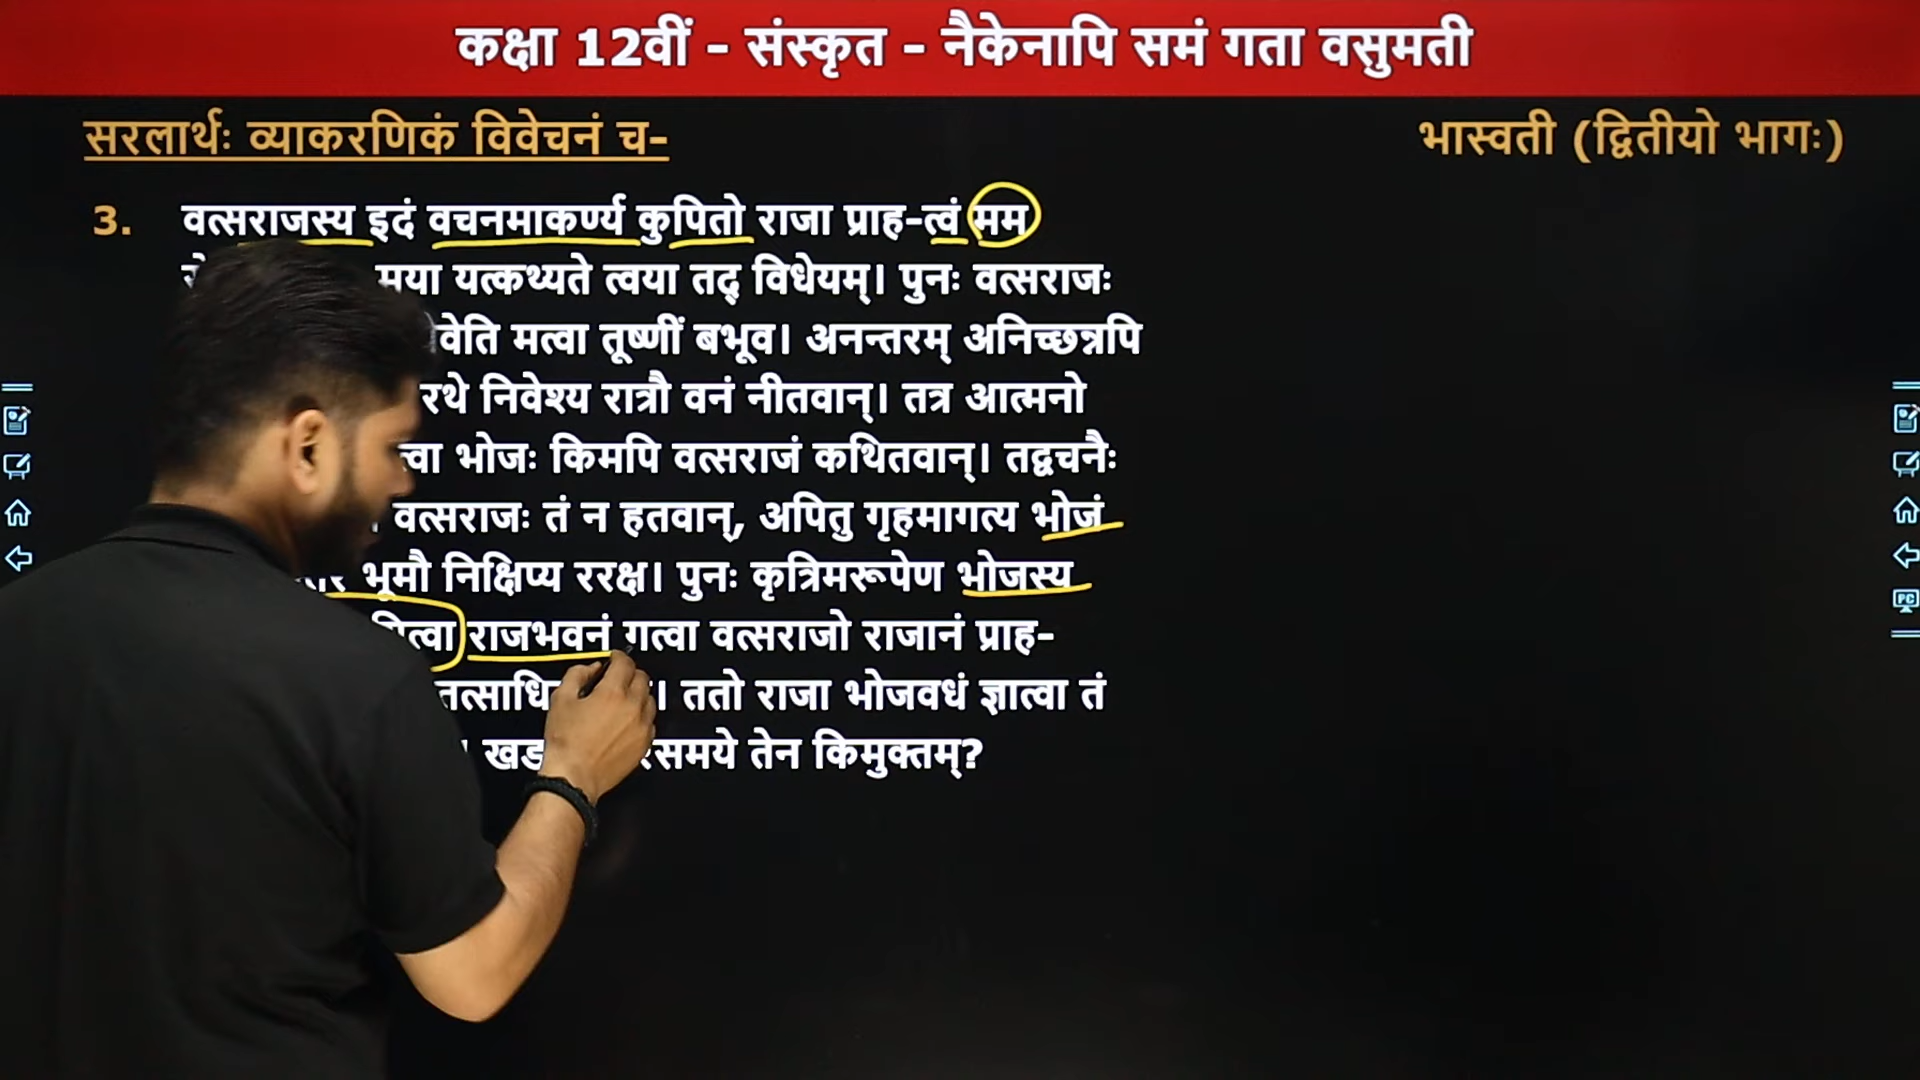 कक्षा 12वीं - संस्कृत - नैकेनापि समं गता वसुमती
सरलार्थः व्याकरणिकं विवेचनं च-
भास्वती (द्वितीयो भागः)
3. वत्सराजस्य इदं वचनमाकर्ण्य कुपितो राजा प्राह-त्वं मम
मया यत्कथ्यते त्वया तद् विधेयम्। पुनः वत्सराजः
मत्वा तूष्णीं बभूव। अनन्तरम् अनिच्छन्नपि
रथे निवेश्य रात्रौ वनं नीतवान्। तत्र आत्मनो
भोजः किमपि वत्सराजं कथितवान्। तद्वचनैः
वत्सराजः तं न हतवान्, अपितु गृहमागत्य भोजं
भूमौ निक्षिप्य ररक्ष। पुनः कृत्रिमरूपेण भोजस्य
राजभवनं गत्वा वत्सराजो राजानं प्राह-
ततो राजा भोजवधं ज्ञात्वा तं
तेन किमुक्तम्?
PC